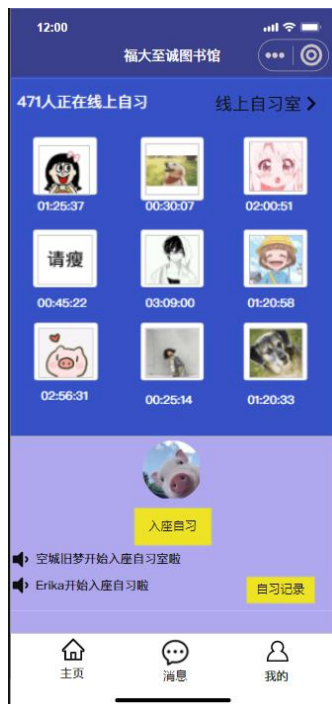 12:00
福大至诚图书馆
471人正在线上自习
线上自习室
01:25:37
00:30:07
02:00:51
请瘦
00:45:22
03:09:00
01:20:58
02:56:31
00:25:14
01:20:33
入座自习
空城旧梦开始入座自习室啦
Erika开始入座自习啦
自习记录
主页
消息
我的